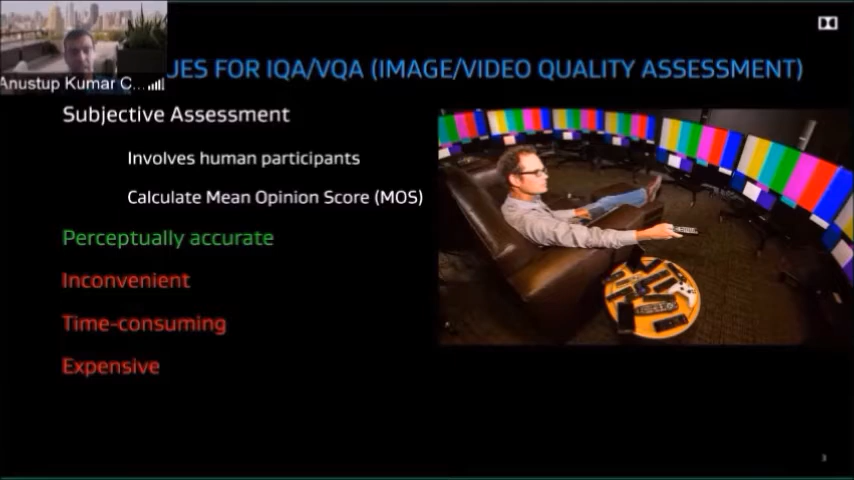 UES FOR IQA/VQA (IMAGE/VIDEO QUALITY ASSESSMENT)
Anustup Kumar C...
Subjective Assessment
Involves human participants
Calculate Mean Opinion Score (MOS)
Perceptually accurate
Inconvenient
Time-consuming
Expensive
3